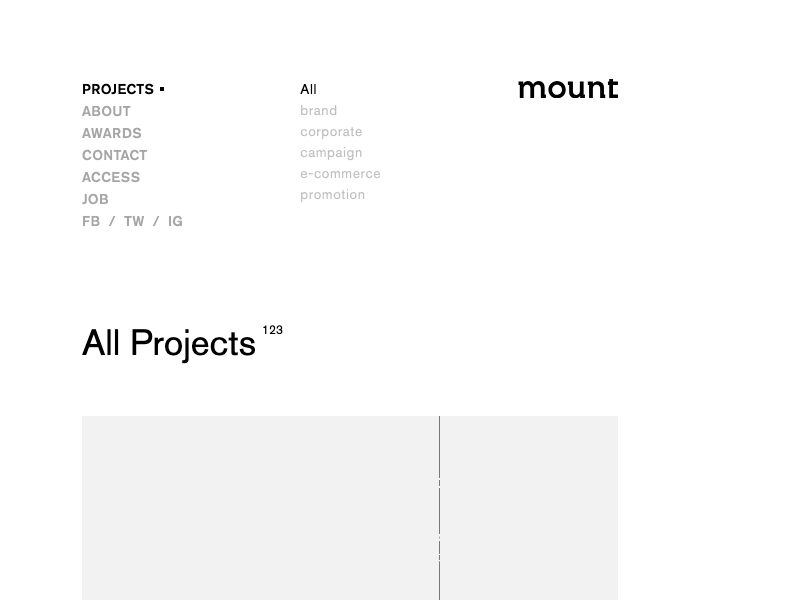 PROJECTS
ABOUT
AWARDS
CONTACT
ACCESS
JOB
FB / TW / IG
All
brand
corporate
campaign
e-commerce
promotion
mount
All Projects 123